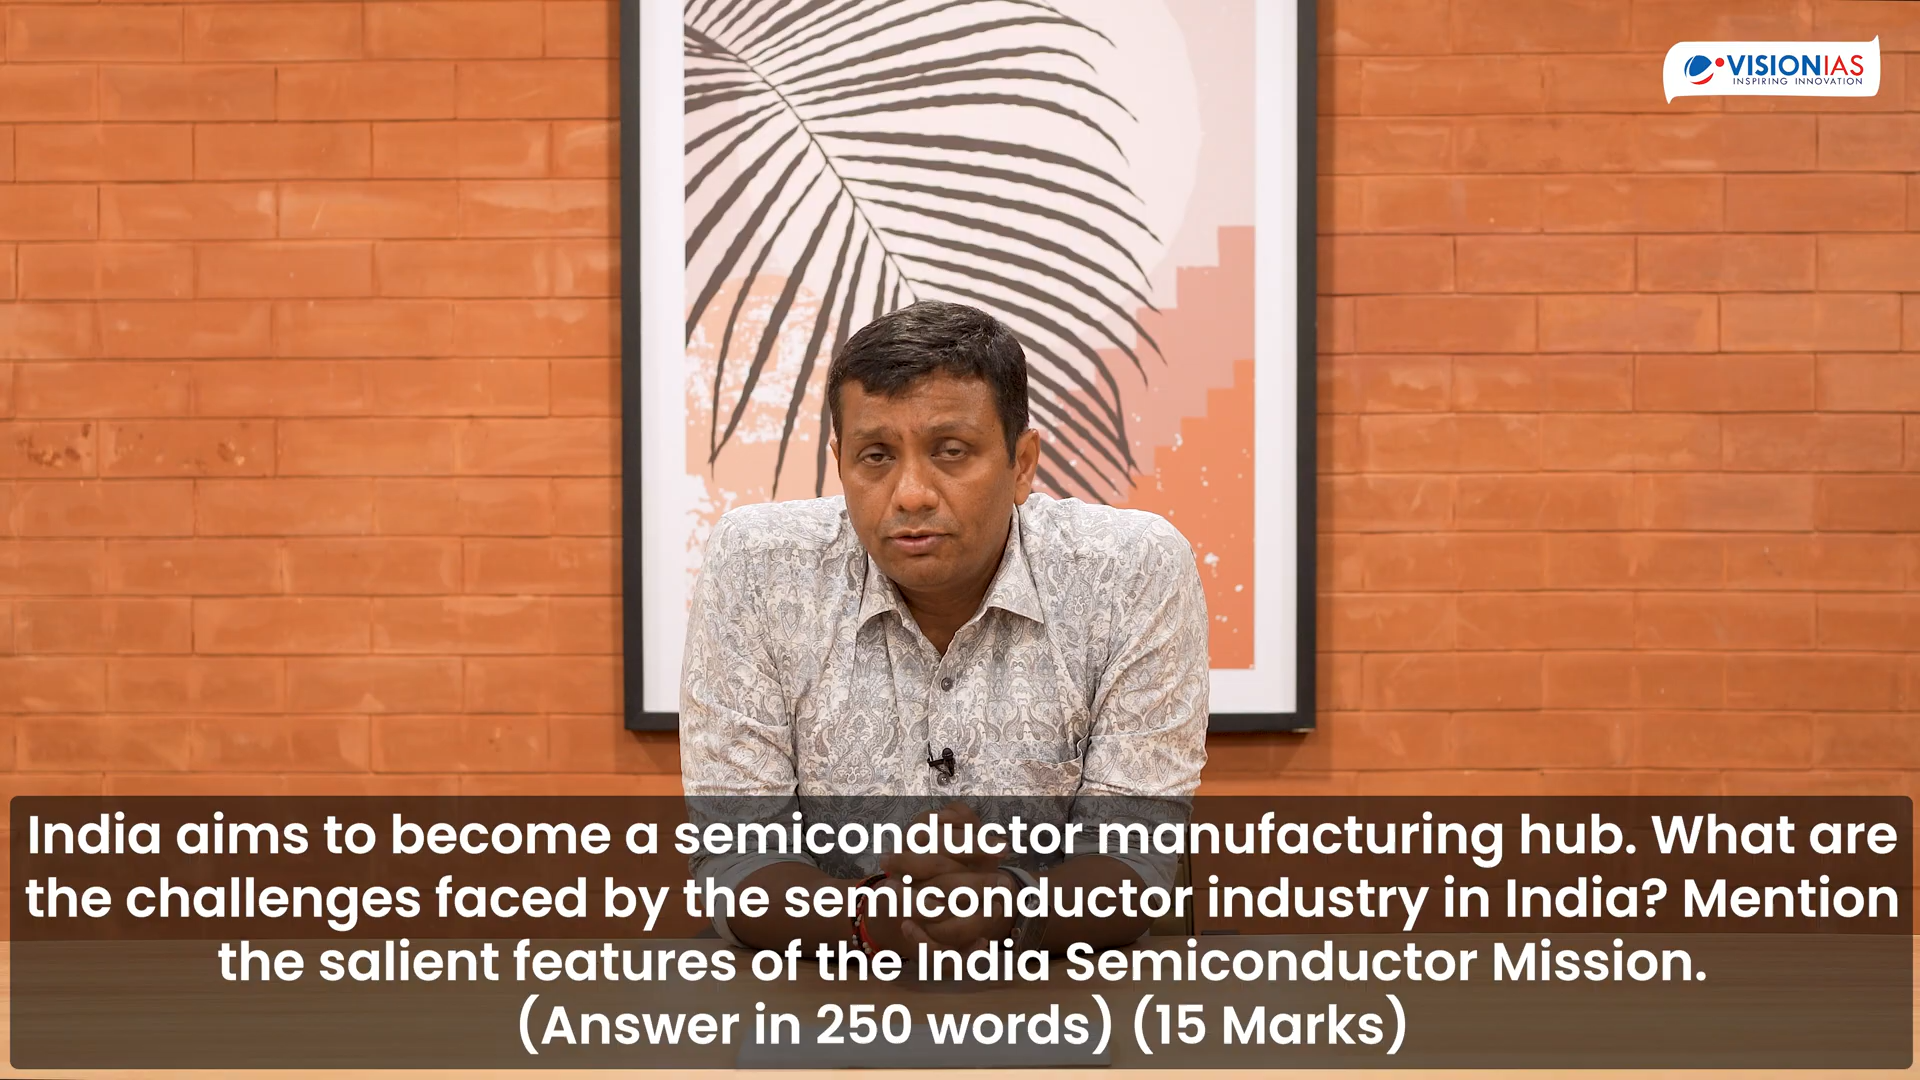 VISIONIAS
INSPIRING INNOVATION
India aims to become a semiconductor manufacturing hub. What are
the challenges faced by the semiconductor industry in India? Mention
the salient features of the India Semiconductor Mission.
(Answer in 250 words) (15 Marks)